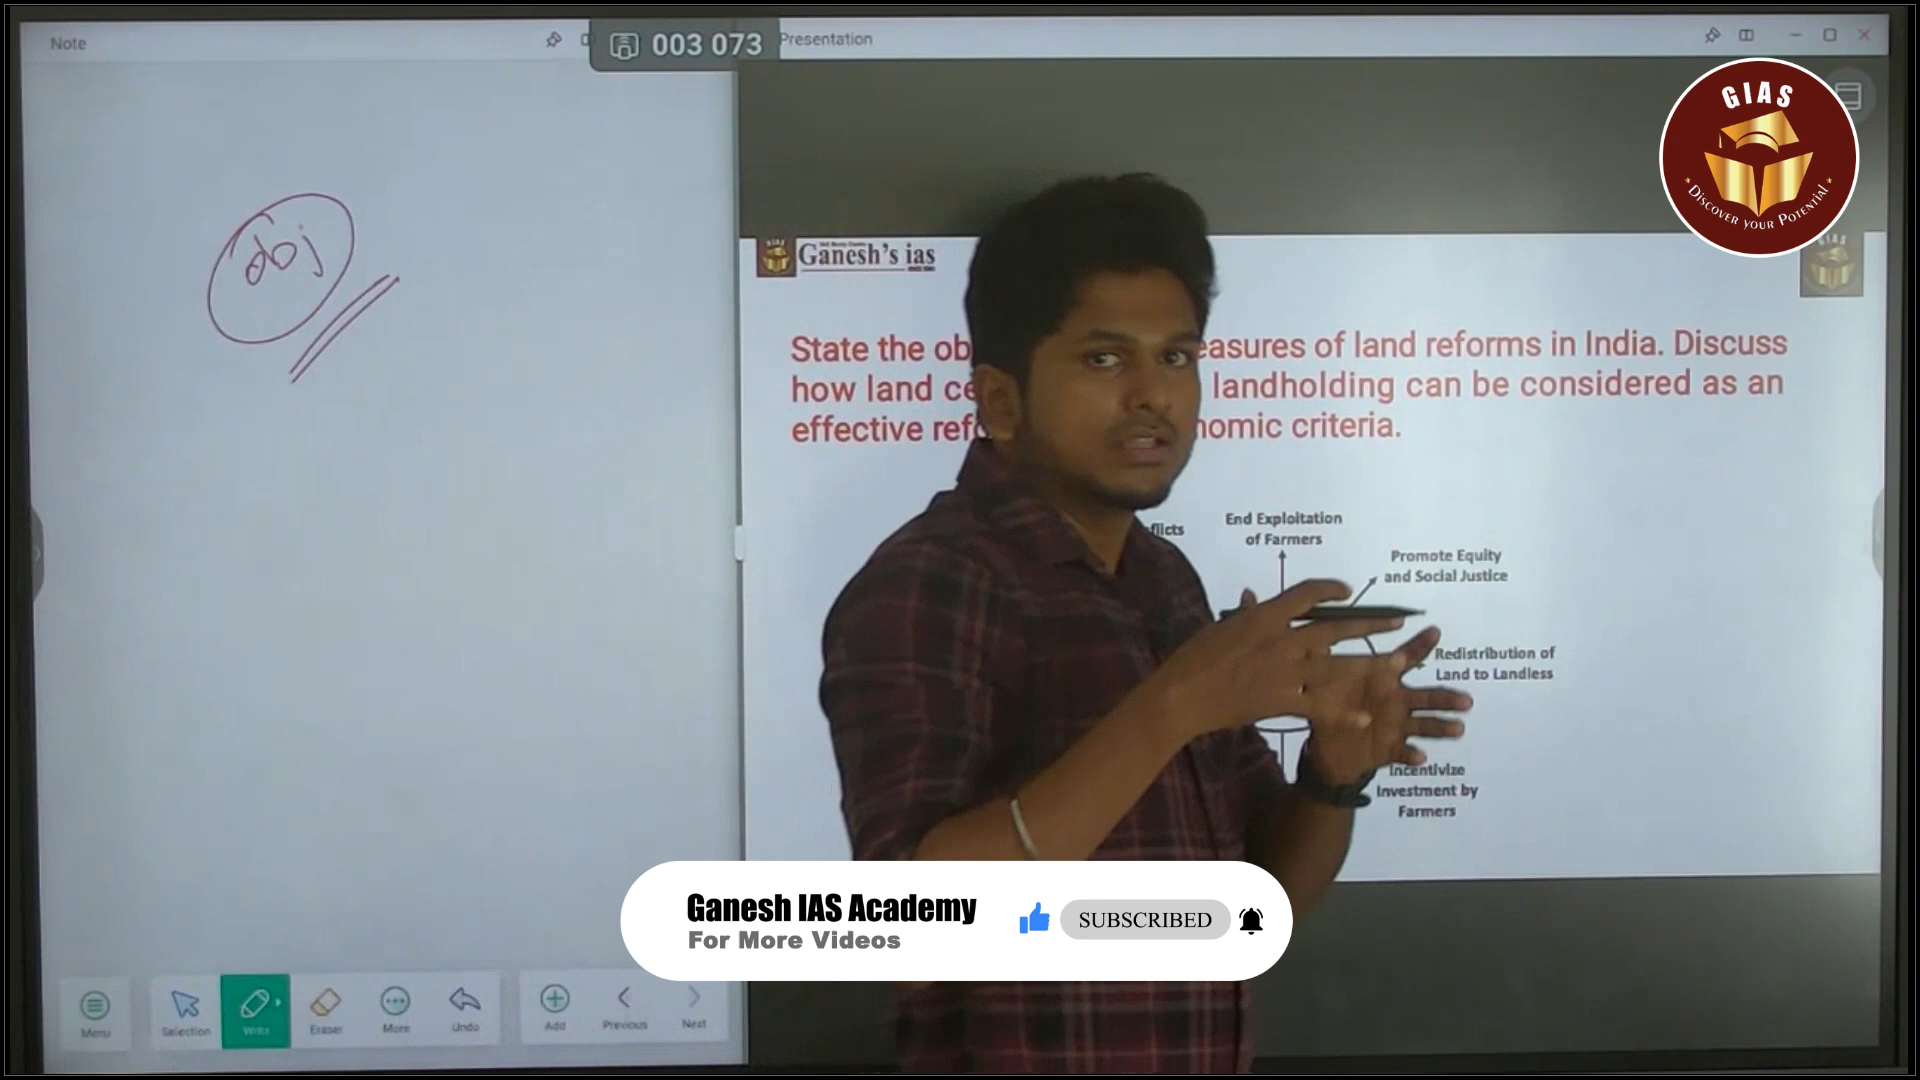 Note
003 073
Presentation
GIAS
DISCOVER YOUR POTENTIAL
obj
Ganesh's ias
GIAS
State the ob easures of land reforms in India. Discuss
how land ce landholding can be considered as an
effective refo nomic criteria.
flicts
End Exploitation
of Farmers
Promote Equity
and Social Justice
Redistribution of
Land to Landless
Incentivize
Investment by
Farmers
Ganesh IAS Academy
For More Videos
SUBSCRIBED
Menu
Selection
Write
Eraser
More
Undo
Add
Previous
Next